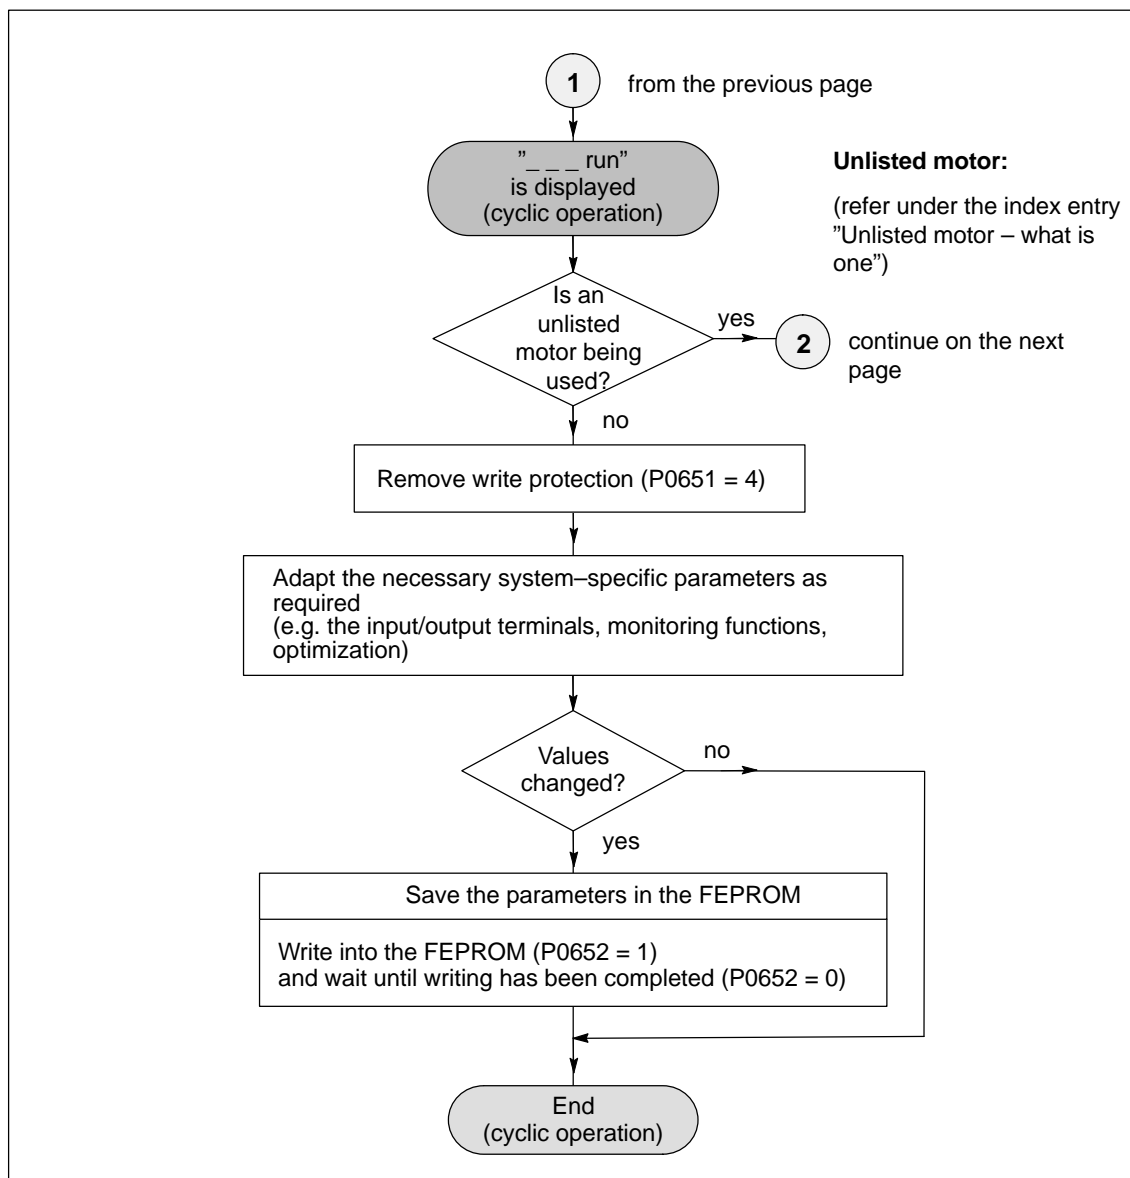 1
from the previous page
"_ _ _ run”
is displayed
(cyclic operation)
Unlisted motor:
(refer under the index entry
”Unlisted motor – what is
one”)
Is an
unlisted
motor being
used?
yes
2
continue on the next
page
no
Remove write protection (P0651 = 4)
Adapt the necessary system–specific parameters as
required
(e.g. the input/output terminals, monitoring functions,
optimization)
Values
changed?
no
yes
Save the parameters in the FEPROM
Write into the FEPROM (P0652 = 1)
and wait until writing has been completed (P0652 = 0)
End
(cyclic operation)